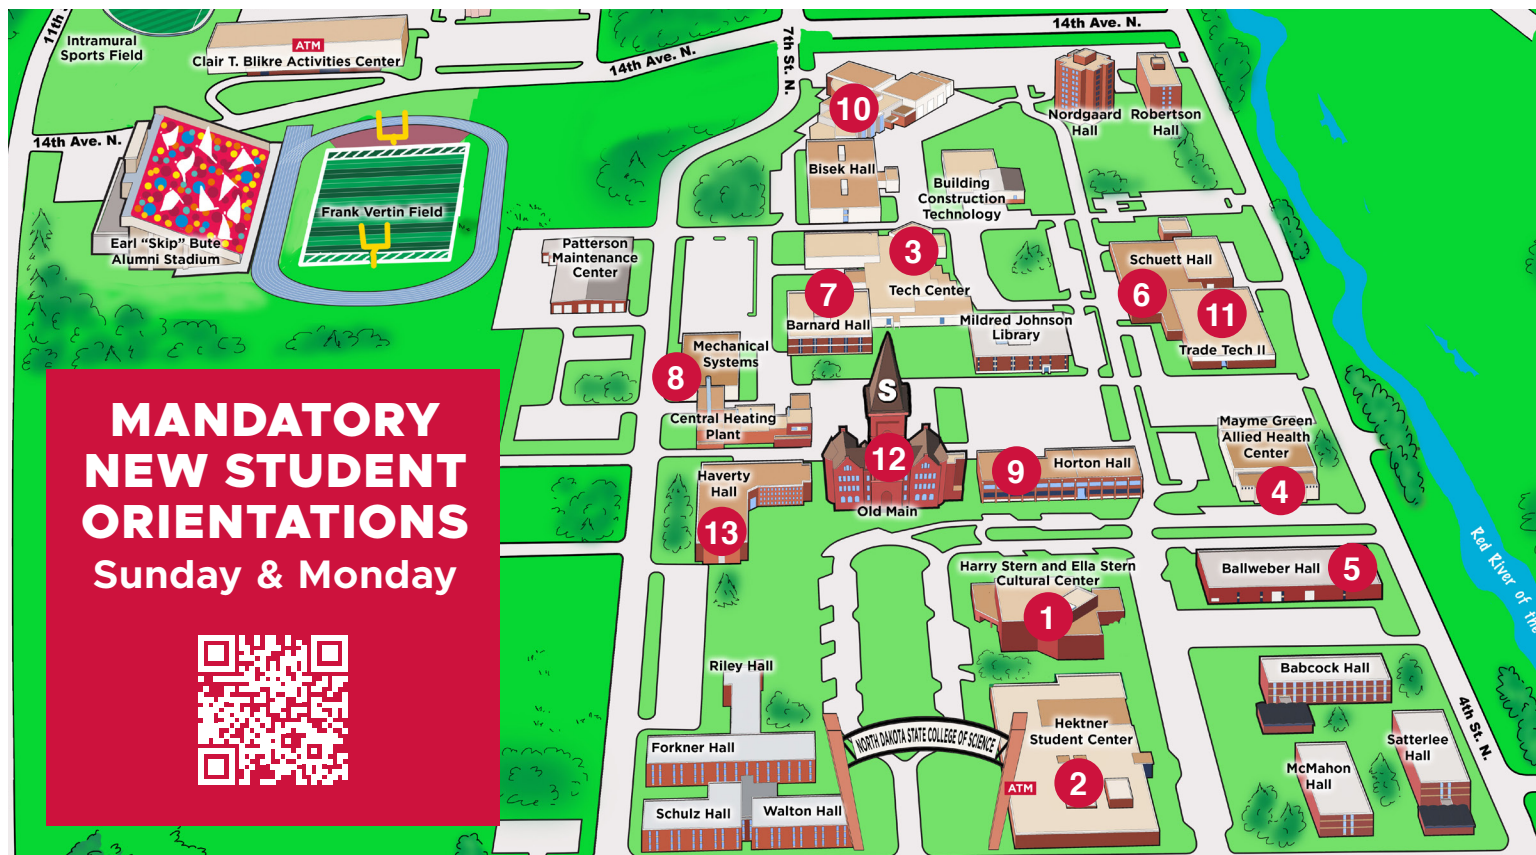 11th
14th Ave. N.
Intramural
Sports Field
ATM
Clair T. Blikre Activities Center
14th Ave. N.
7th St. N.
10
Nordgaard
Hall
Robertson
Hall
14th Ave. N.
Bisek Hall
Building
Construction
Technology
Frank Vertin Field
Earl “Skip” Bute
Alumni Stadium
Patterson
Maintenance
Center
3
Tech Center
Schuett Hall
7
6
11
Barnard Hall
Mildred Johnson
Library
Trade Tech II
Mechanical
Systems
8
S
Central Heating
Plant
Mayme Green
Allied Health
Center
MANDATORY
NEW STUDENT
ORIENTATIONS
Sunday & Monday
12
9
Horton Hall
4
Haverty
Hall
Old Main
13
Red River of the
Harry Stern and Ella Stern
Cultural Center
1
Ballweber Hall
5
Riley Hall
Babcock Hall
4th St. N.
Forkner Hall
NORTH DAKOTA STATE COLLEGE OF SCIENCE
Hektner
Student Center
Satterlee
Hall
McMahon
Hall
2
ATM
Schulz Hall
Walton Hall